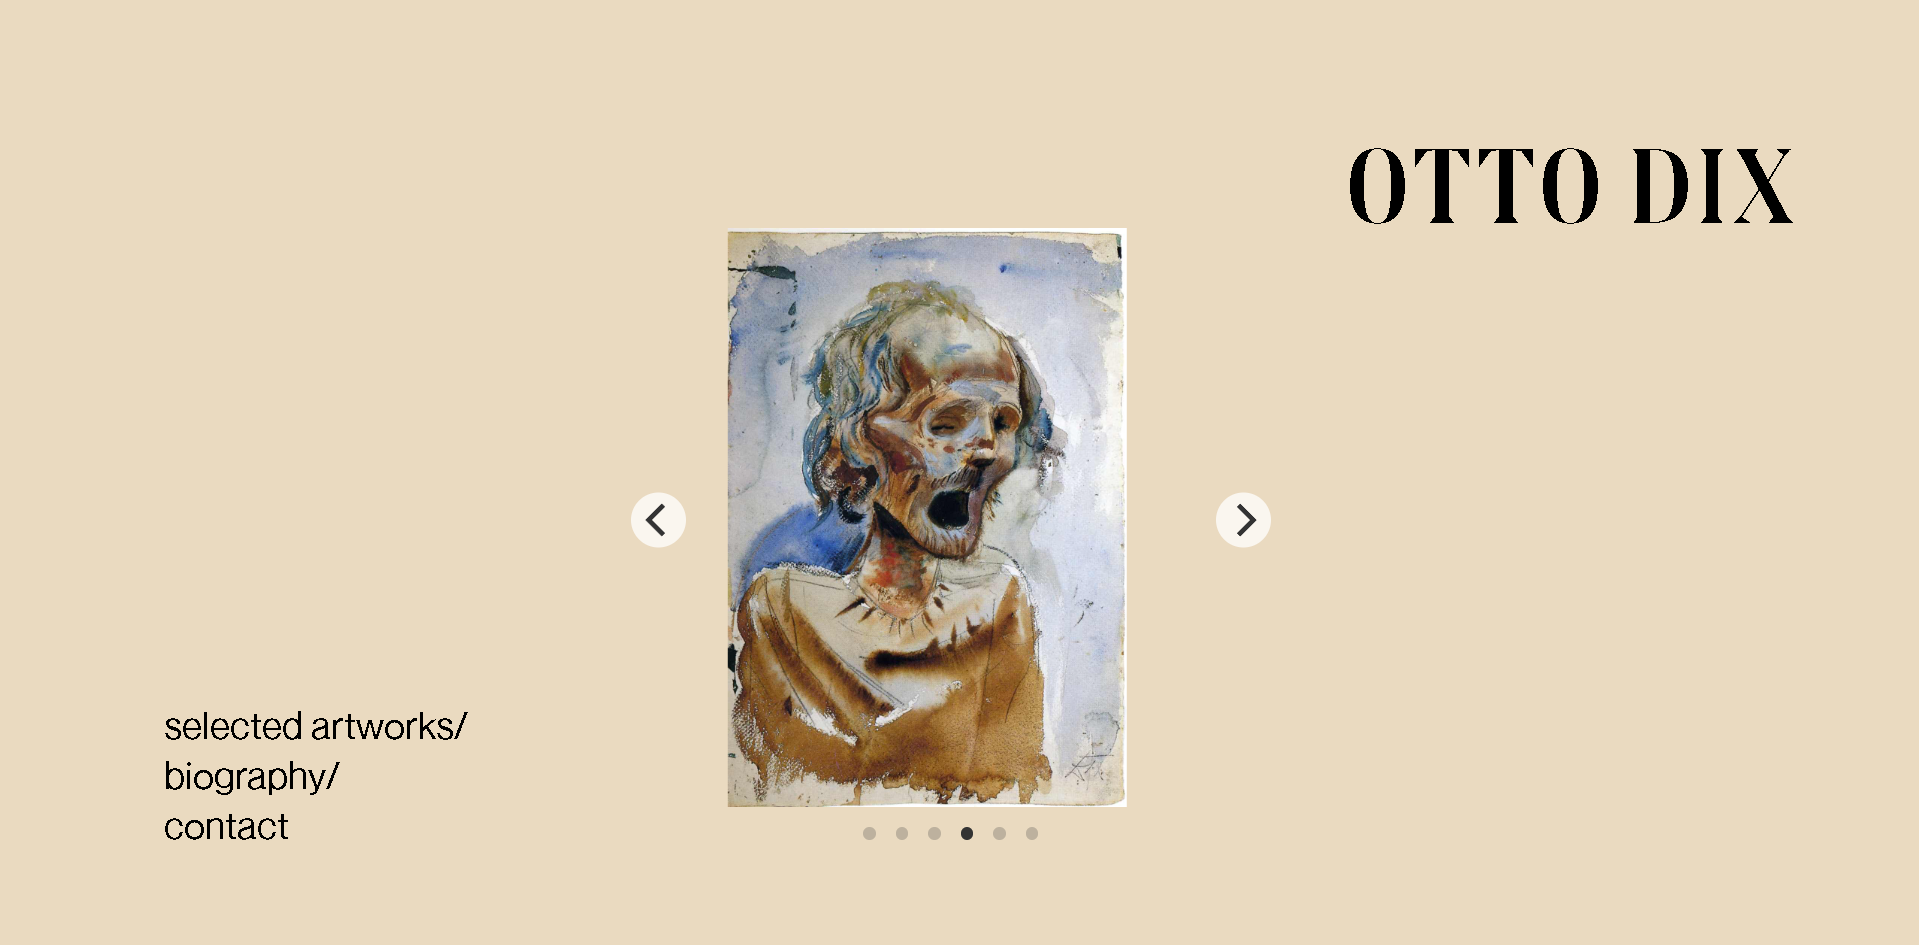 OTTO DIX
selected artworks/
biography/
contact